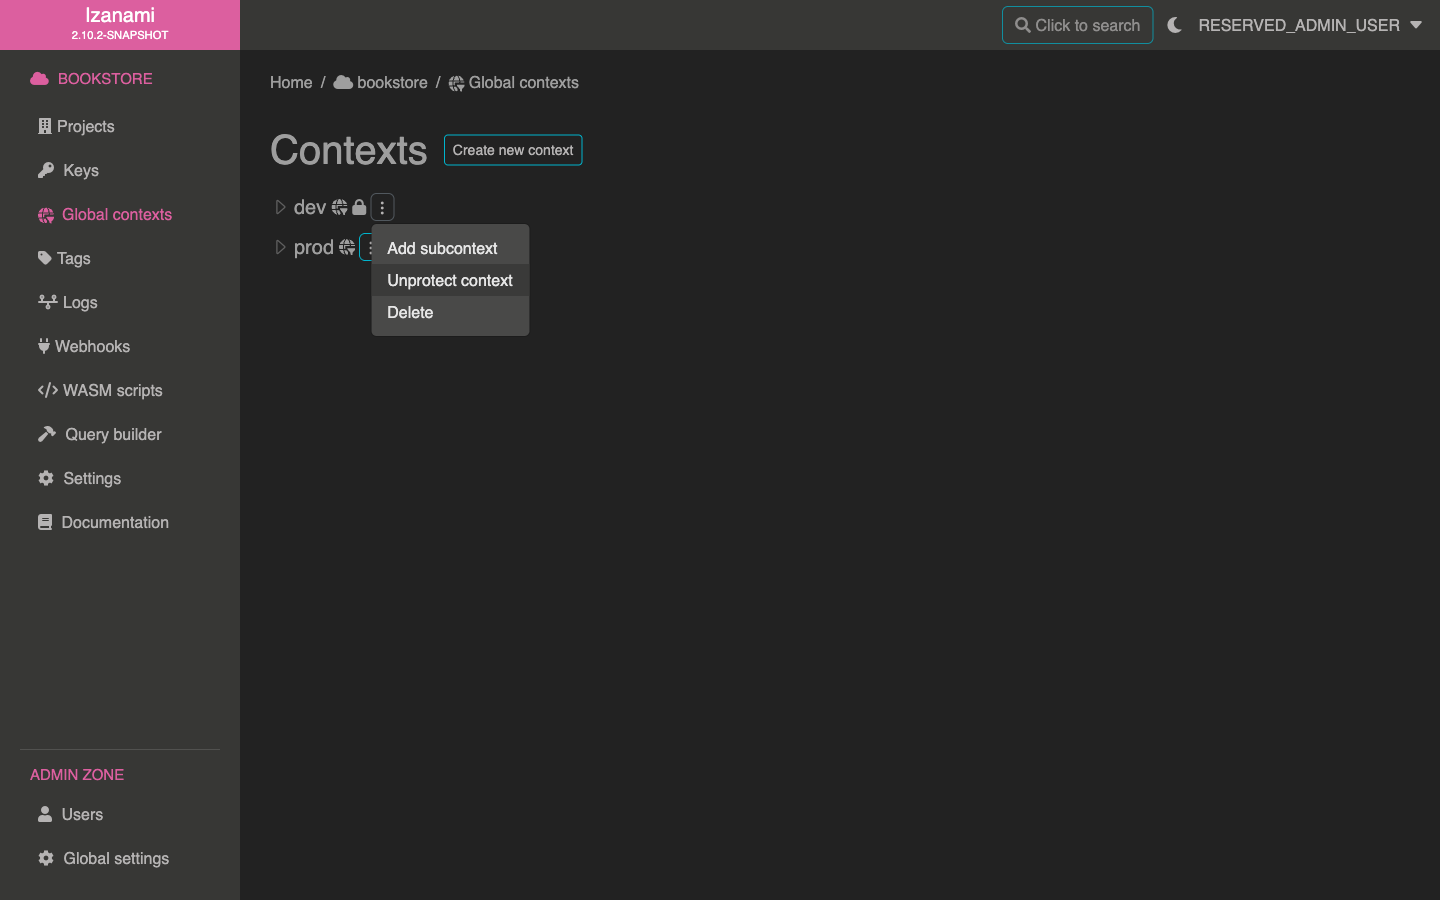 Izanami
2.10.2-SNAPSHOT
Click to search
RESERVED_ADMIN_USER
BOOKSTORE
Projects
Keys
Global contexts
Tags
Logs
Webhooks
WASM scripts
Query builder
Settings
Documentation
ADMIN ZONE
Users
Global settings
Home / bookstore / Global contexts
Contexts
Create new context
dev
prod
Add subcontext
Unprotect context
Delete